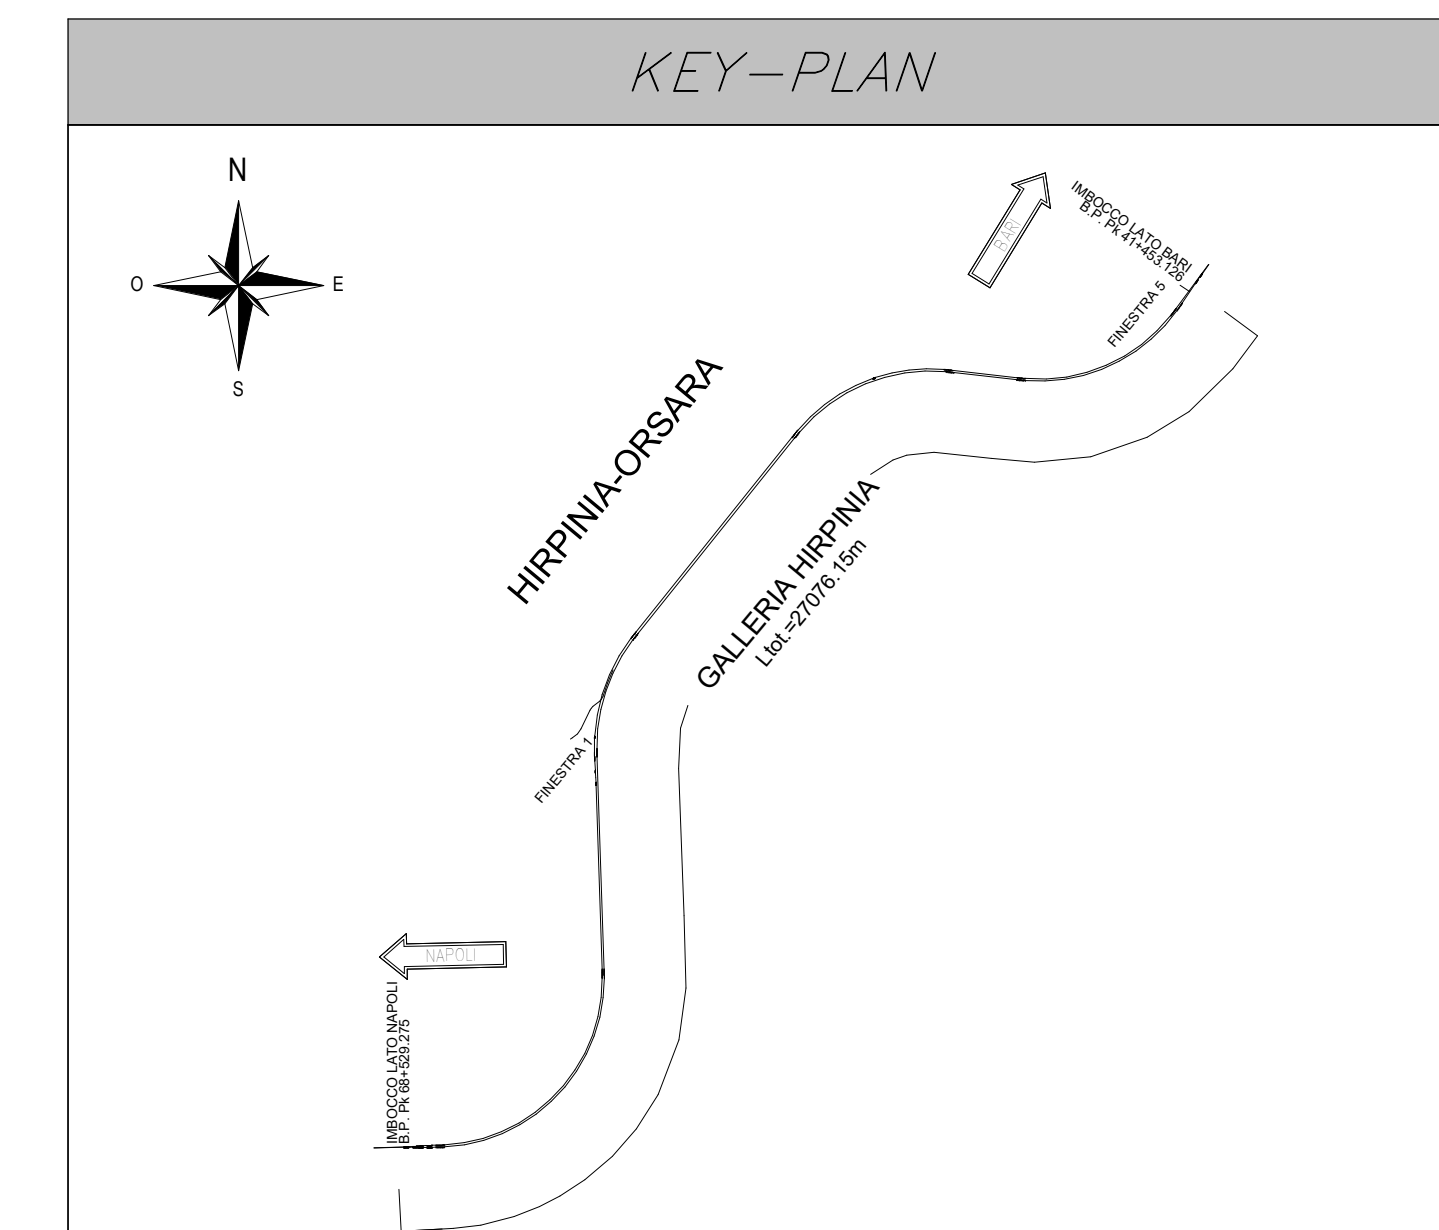 KEY-PLAN
N
O
E
S
BARI
IMBOCCO LATO BARI
B.P. Pk 41+453.126
FINESTRA 5
HIRPINIA-ORSARA
GALLERIA HIRPINIA
Ltot.=27076.15m
FINESTRA 1
NAPOLI
IMBOCCO LATO NAPOLI
B.P. Pk 68+529.275